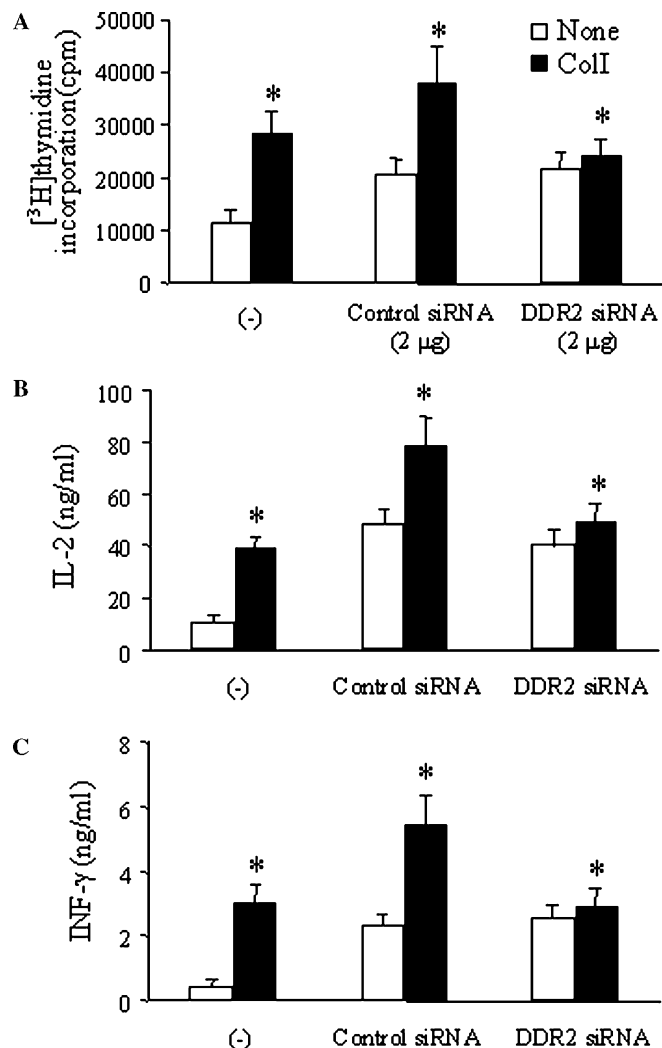 A
None
ColI
[³H]thymidine
incorporation(cpm)
50000
40000
30000
20000
10000
0
*
*
*
(-)
Control siRNA
(2 μg)
DDR2 siRNA
(2 μg)
B
IL-2 (ng/ml)
100
80
60
40
20
0
*
*
*
(-)
Control siRNA
DDR2 siRNA
C
INF-γ (ng/ml)
8
6
4
2
0
*
*
*
(-)
Control siRNA
DDR2 siRNA